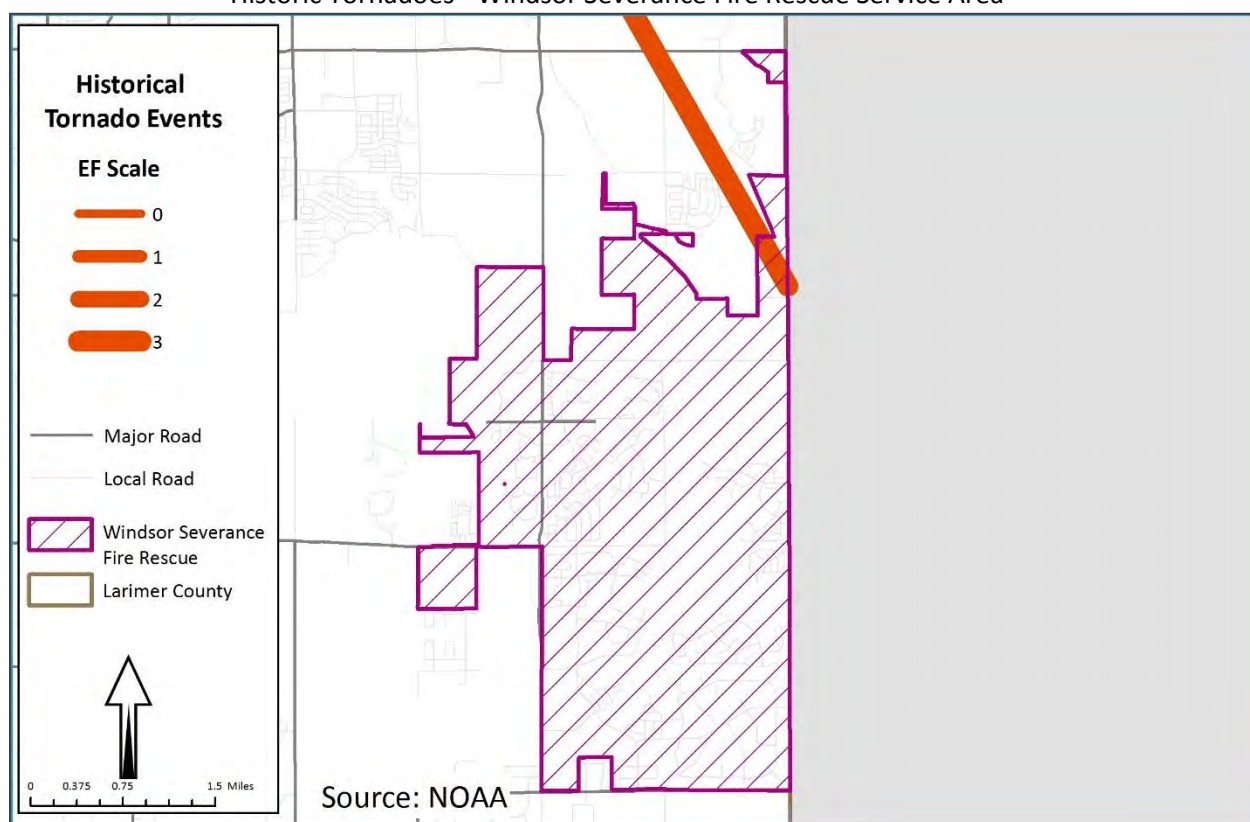 Historic Tornadoes - Windsor Severance Fire Rescue Service Area
Historical
Tornado Events
EF Scale
0
1
2
3
Major Road
Local Road
Windsor Severance
Fire Rescue
Larimer County
0 0.375 0.75 1.5 Miles
Source: NOAA